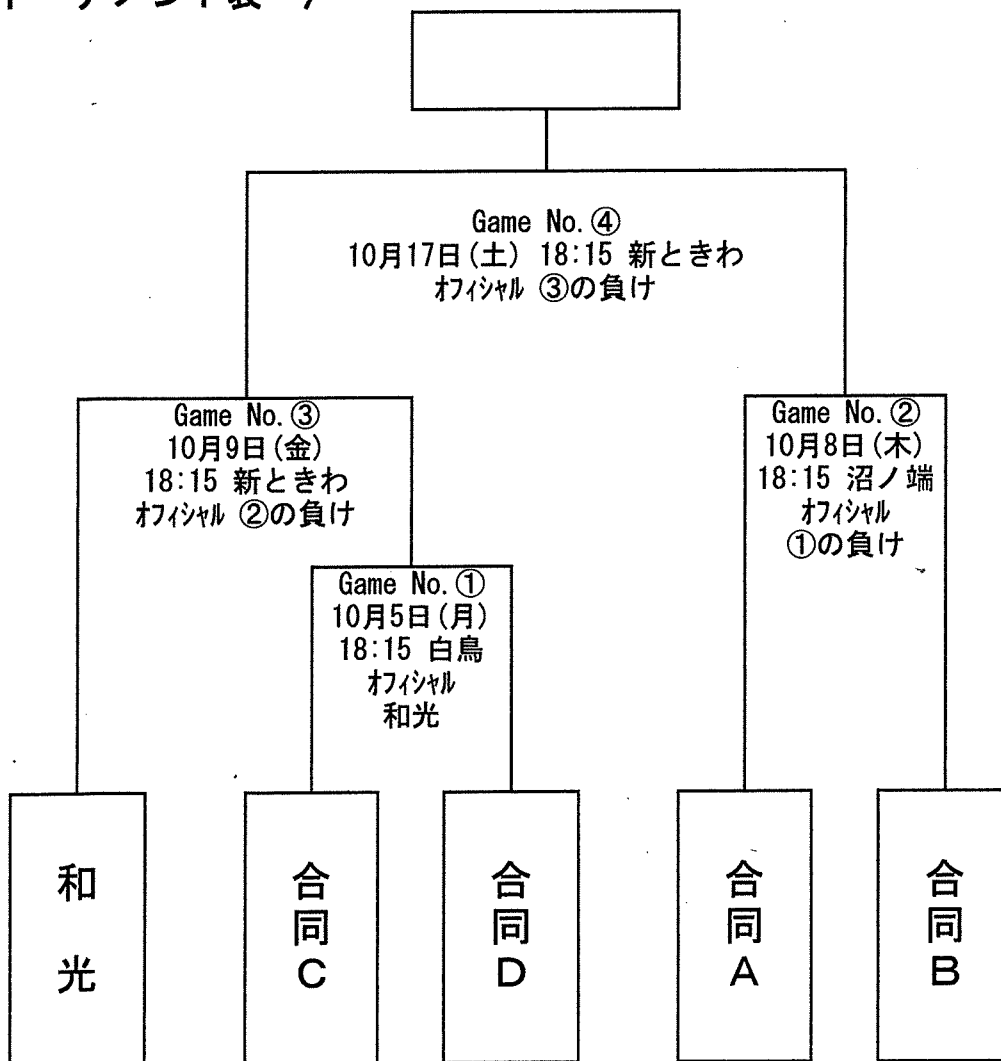 Game No.④
10月17日(土) 18:15 新ときわ
オフィシャル ③の負け
Game No.③
10月9日(金)
18:15 新ときわ
オフィシャル ②の負け
Game No.②
10月8日(木)
18:15 沼ノ端
オフィシャル
①の負け
Game No.①
10月5日(月)
18:15 白鳥
オフィシャル
和光
和光
合同C
合同D
合同A
合同B